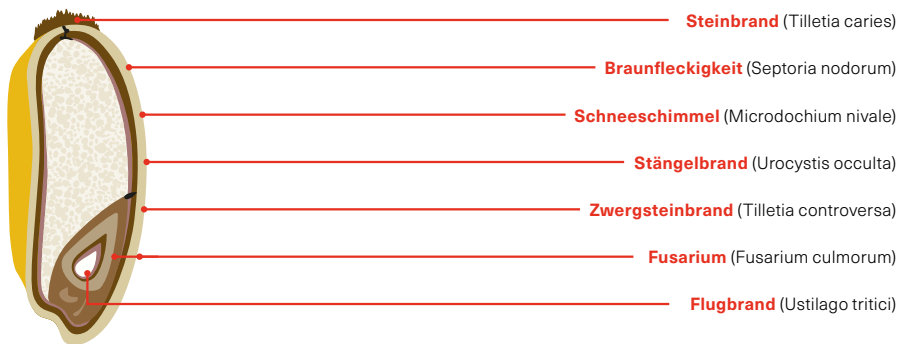 Steinbrand (Tilletia caries)
Braunfleckigkeit (Septoria nodorum)
Schneeschimmel (Microdochium nivale)
Stängelbrand (Urocystis occulta)
Zwergsteinbrand (Tilletia controversa)
Fusarium (Fusarium culmorum)
Flugbrand (Ustilago tritici)